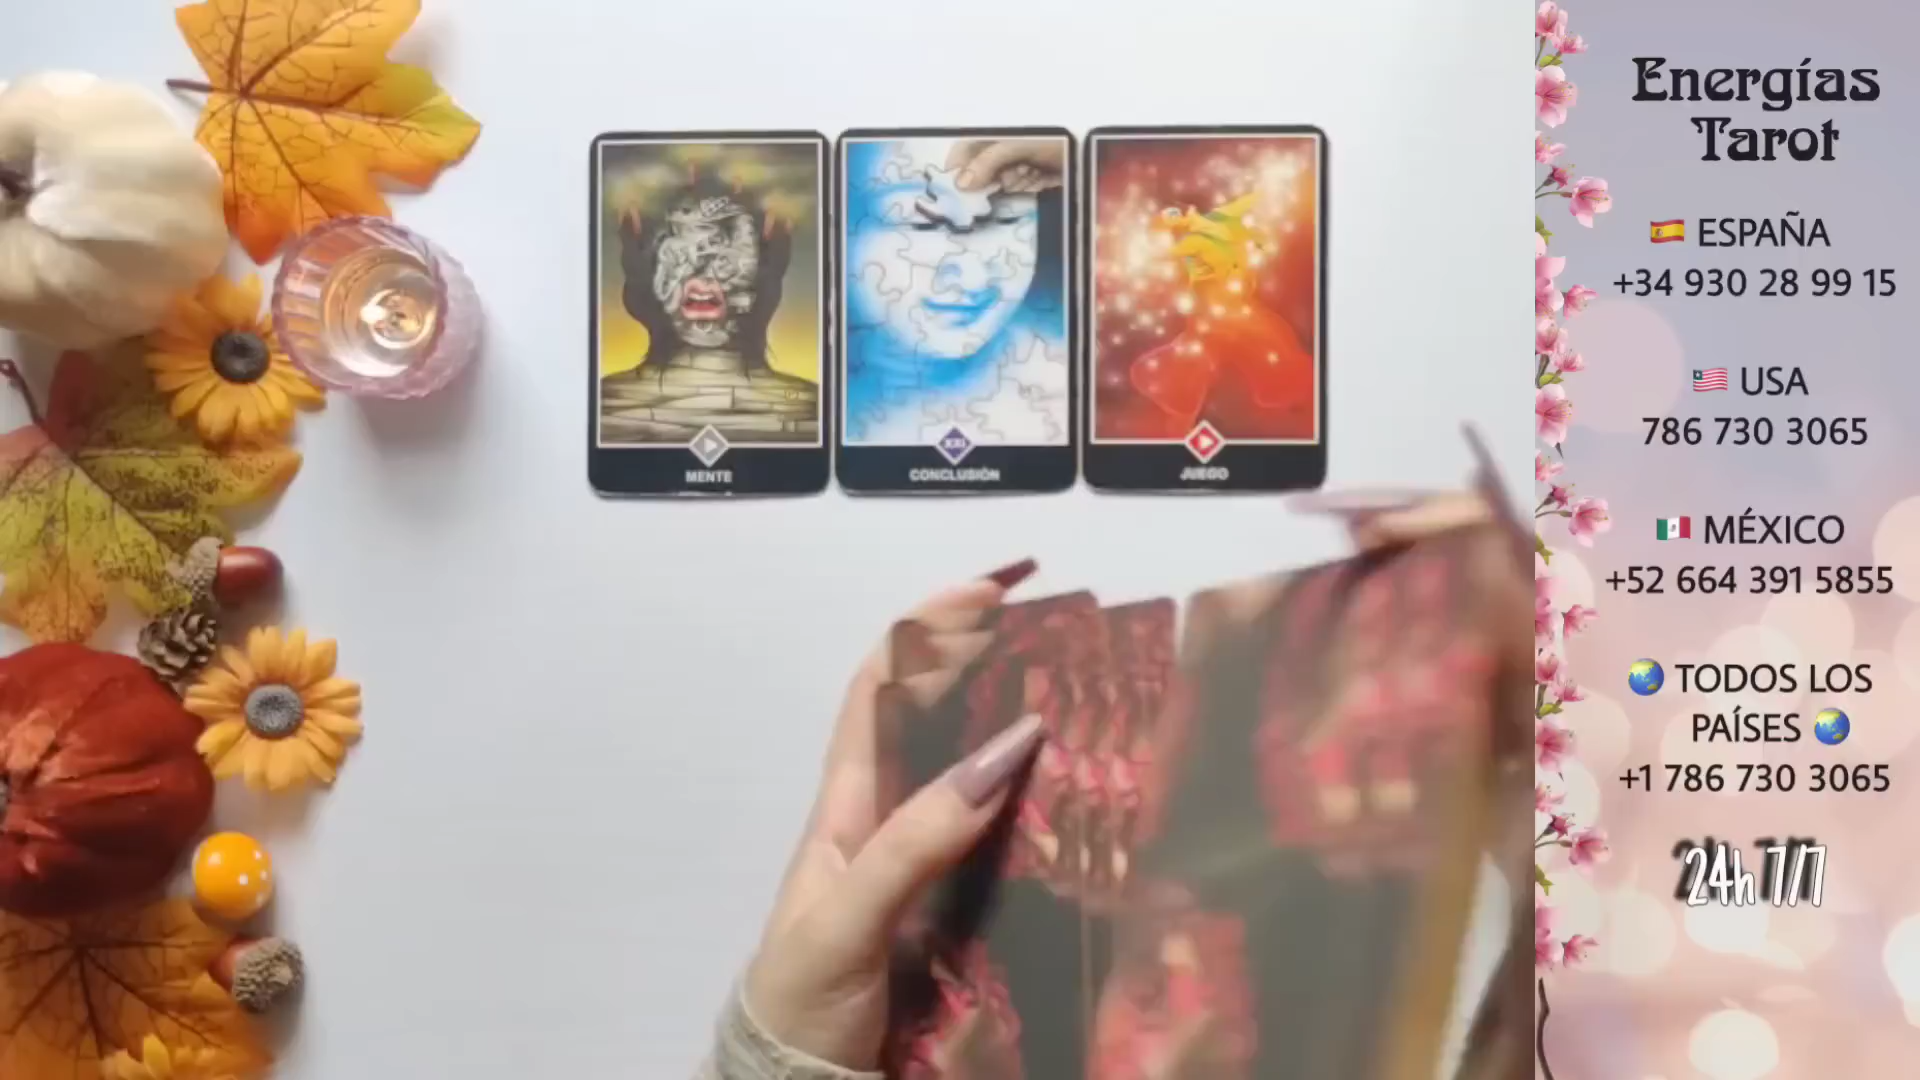 MENTE
XXI
CONCLUSIÓN
JUEGO
Energías
Tarot
ESPAÑA
+34 930 28 99 15
USA
786 730 3065
MÉXICO
+52 664 391 5855
TODOS LOS
PAÍSES
+1 786 730 3065
24h 7/7